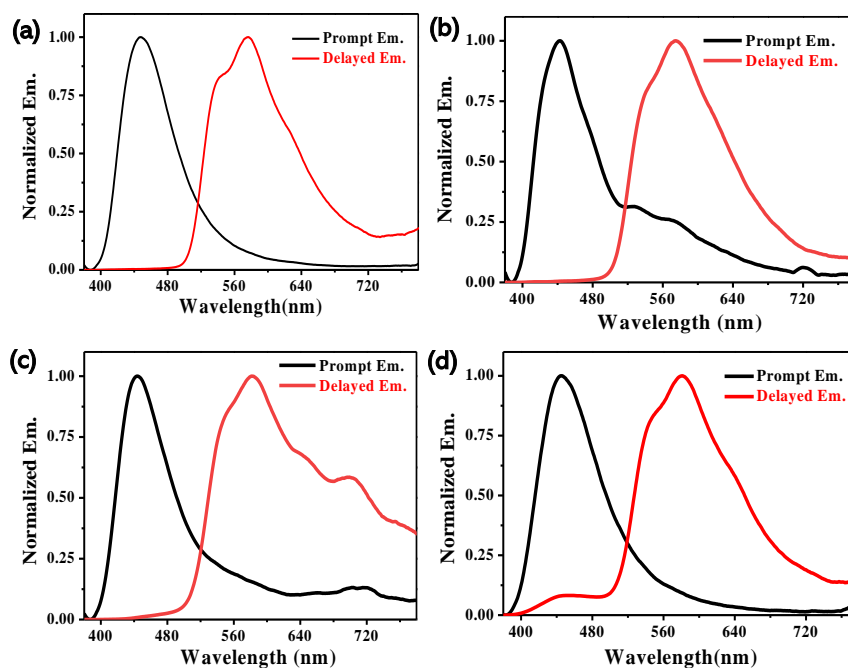 (a)
Prompt Em.
Delayed Em.
Normalized Em.
1.00
0.75
0.50
0.25
0.00
400 480 560 640 720
Wavelength(nm)
(b)
Prompt Em.
Delayed Em.
Normalized Em.
1.00
0.75
0.50
0.25
0.00
400 480 560 640 720
Wavelength (nm)
(c)
Prompt Em.
Delayed Em.
Normalized Em.
1.00
0.75
0.50
0.25
0.00
400 480 560 640 720
Wavelength (nm)
(d)
Prompt Em.
Delayed Em.
Normalized Em.
1.00
0.75
0.50
0.25
0.00
400 480 560 640 720
Wavelength (nm)